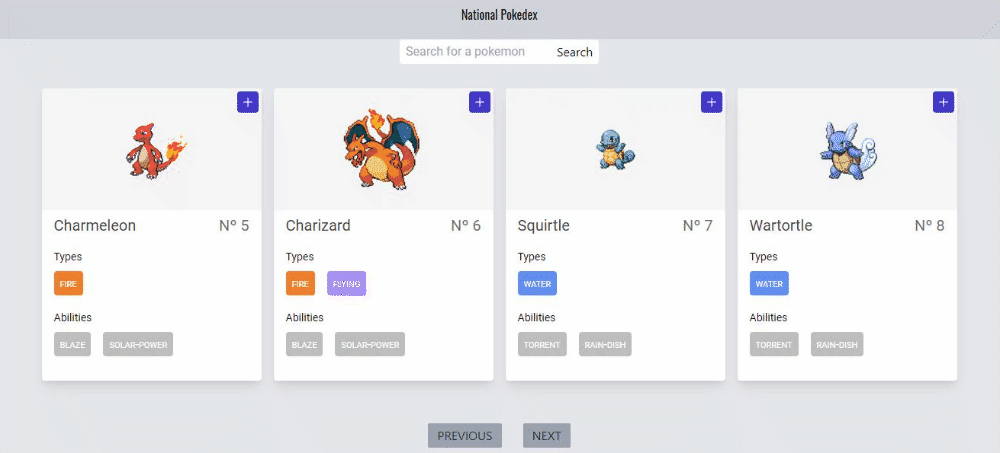 National Pokedex
Search for a pokemon Search
+ + + +
Charmeleon Nº 5
Types
FIRE
Abilities
BLAZE SOLAR-POWER
Charizard Nº 6
Types
FIRE FLYING
Abilities
BLAZE SOLAR-POWER
Squirtle Nº 7
Types
WATER
Abilities
TORRENT RAIN-DISH
Wartortle Nº 8
Types
WATER
Abilities
TORRENT RAIN-DISH
PREVIOUS NEXT